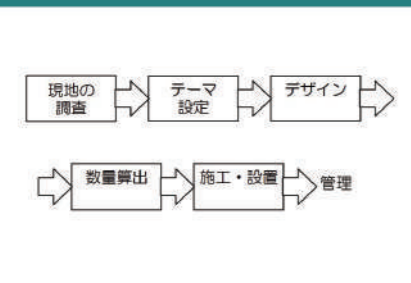 現地の
調査
テーマ
設定
デザイン
数量算出
施工・設置
管理